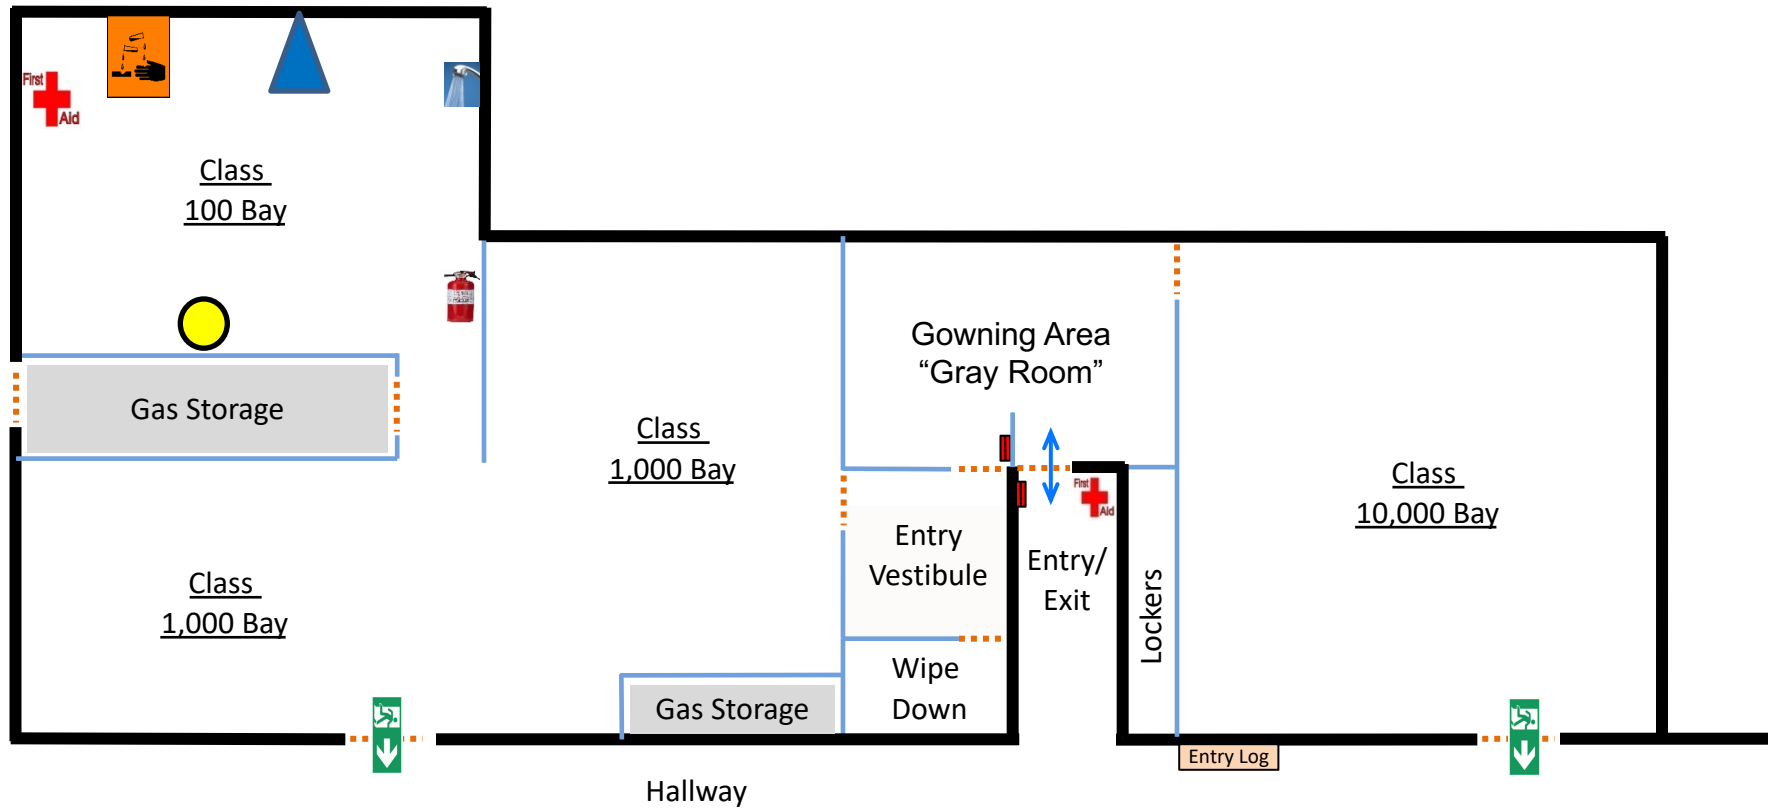 First
Aid
Class
100 Bay
Gas Storage
Class
1,000 Bay
Class
1,000 Bay
Gas Storage
Gowning Area
“Gray Room”
Entry
Vestibule
Wipe
Down
First
Aid
Entry/
Exit
Lockers
Class
10,000 Bay
Entry Log
Hallway